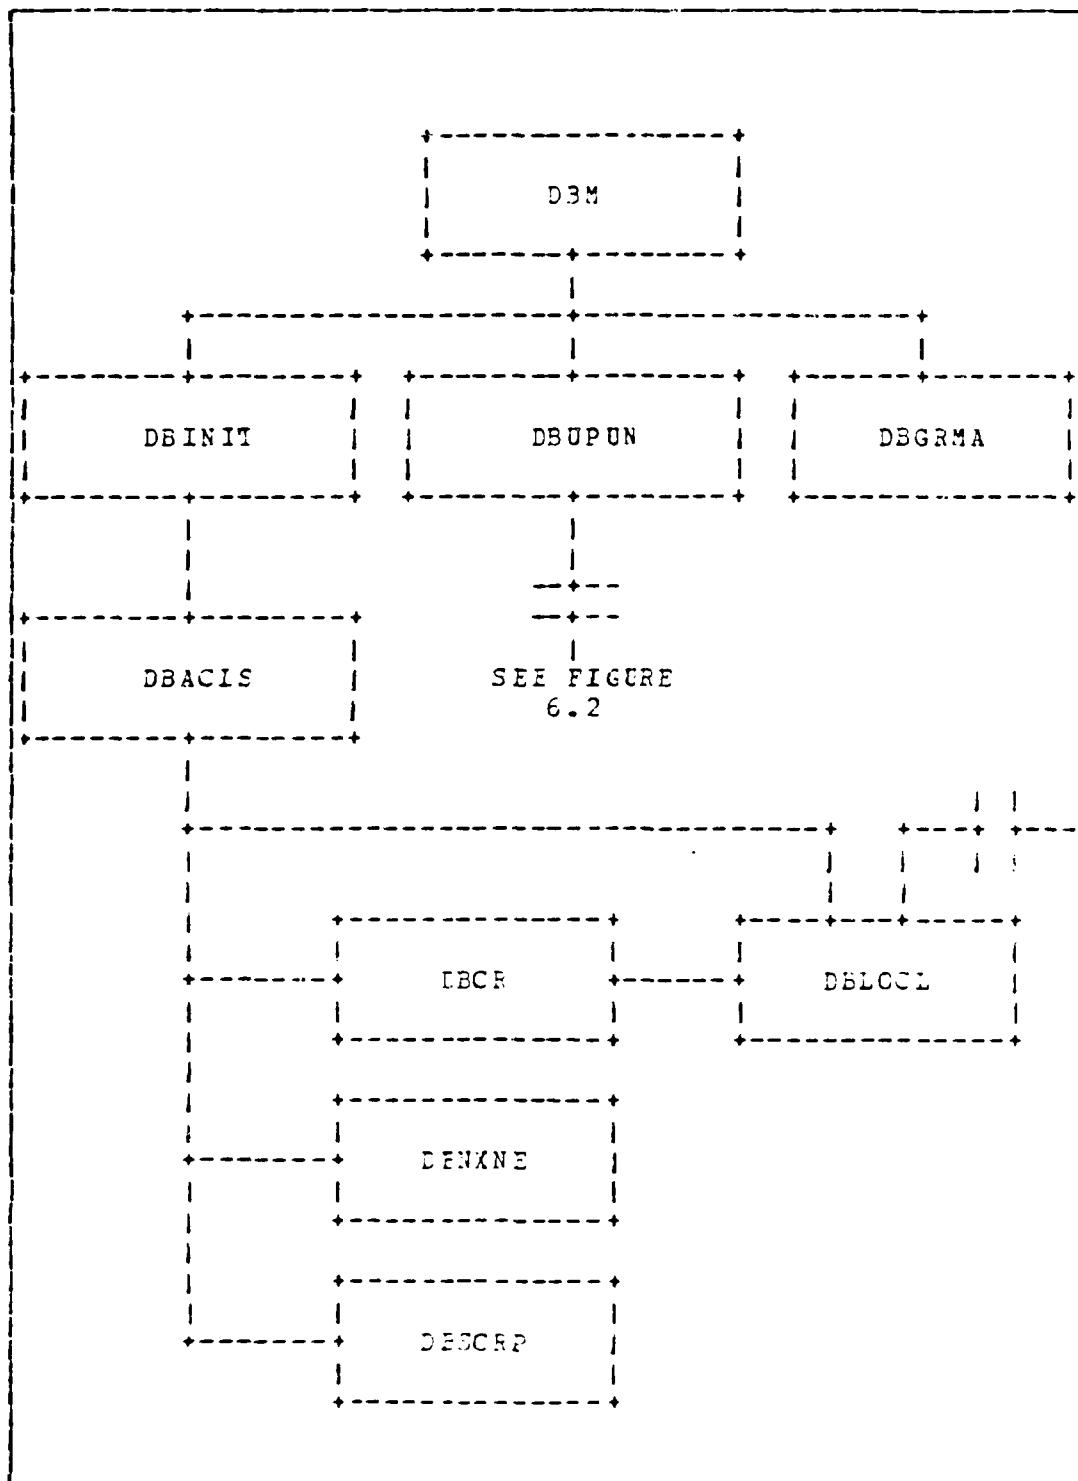 DBM
DBINIT
DBUPUN
DBGRMA
DBACIS
SEE FIGURE
6.2
DBCR
DBLOCL
DBNXNE
DBSCRP